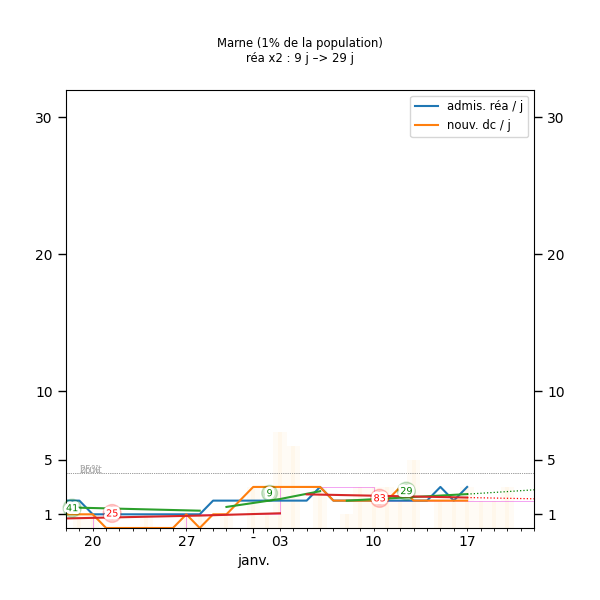 Marne (1% de la population)
réa x2 : 9 j –> 29 j
admis. réa / j
nouv. dc / j
30 30
20 20
10 10
5 5
1 1
41 25 9 83 29
20 27 - 03 10 17
janv.